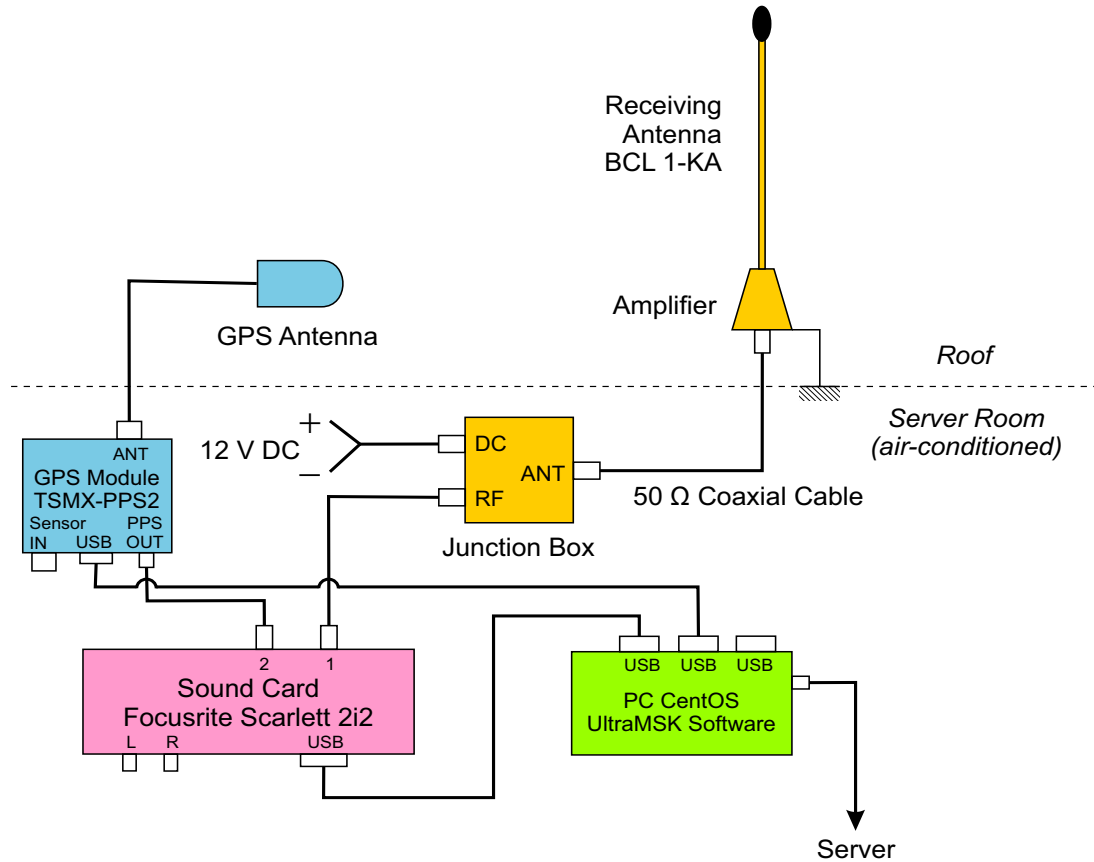 Receiving
Antenna
BCL 1-KA
GPS Antenna
Amplifier
Roof
Server Room
(air-conditioned)
ANT
GPS Module
TSMX-PPS2
Sensor PPS
IN USB OUT
+
12 V DC
−
DC
ANT
RF
50 Ω Coaxial Cable
Junction Box
2 1
Sound Card
Focusrite Scarlett 2i2
L R USB
USB USB USB
PC CentOS
UltraMSK Software
Server